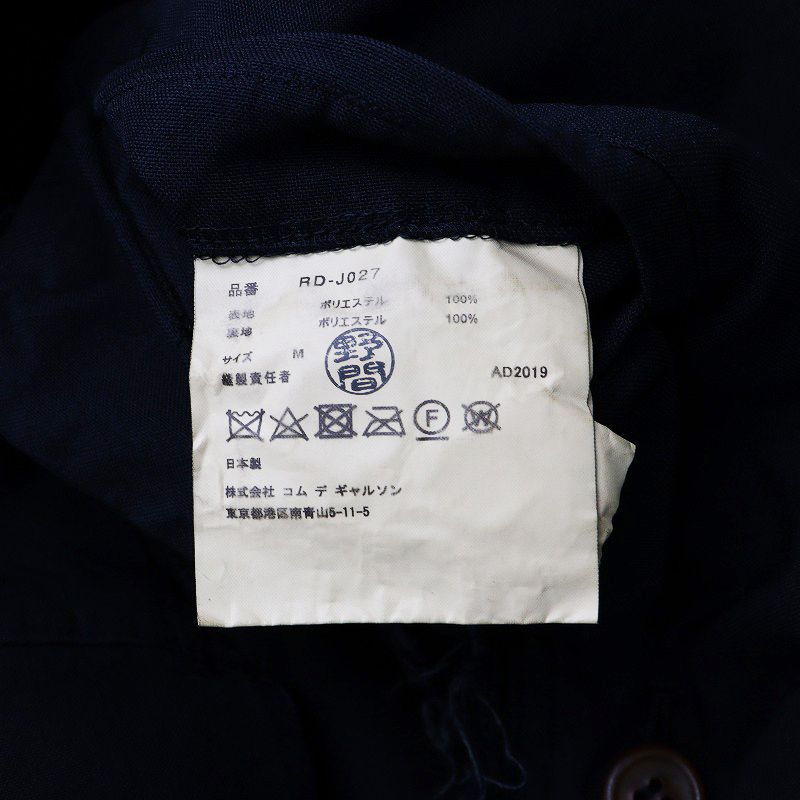 品番 RD-J027
表地 ポリエステル 100%
裏地 ポリエステル 100%
サイズ M
野間
縫製責任者 AD2019
F W
日本製
株式会社 コム デ ギャルソン
東京都港区南青山5-11-5